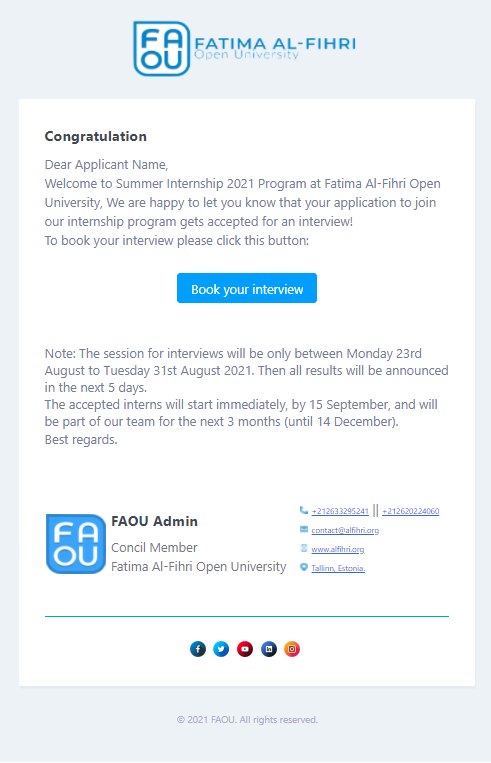 FAOU FATIMA AL-FIHRI
Open University
Congratulation
Dear Applicant Name,
Welcome to Summer Internship 2021 Program at Fatima Al-Fihri Open
University, We are happy to let you know that your application to join
our internship program gets accepted for an interview!
To book your interview please click this button:
Book your interview
Note: The session for interviews will be only between Monday 23rd
August to Tuesday 31st August 2021. Then all results will be announced
in the next 5 days.
The accepted interns will start immediately, by 15 September, and will
be part of our team for the next 3 months (until 14 December).
Best regards.
FAOU
FAOU Admin
Concil Member
Fatima Al-Fihri Open University
+212633295241 || +212620224060
contact@alfihri.org
www.alfihri.org
Tallinn, Estonia.
© 2021 FAOU. All rights reserved.